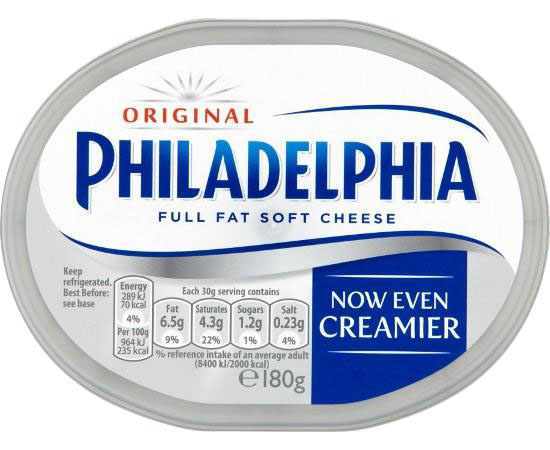 ORIGINAL
PHILADELPHIA
FULL FAT SOFT CHEESE
Keep
refrigerated.
Best Before:
see base
Energy
289 kJ
70 kcal
4%
Per 100g
964 kJ
235 kcal
Each 30g serving contains
Fat
6.5g
9%
Saturates
4.3g
22%
Sugars
1.2g
1%
Salt
0.23g
4%
% reference intake of an average adult
(8400 kJ/2000 kcal)
℮180g
NOW EVEN
CREAMIER